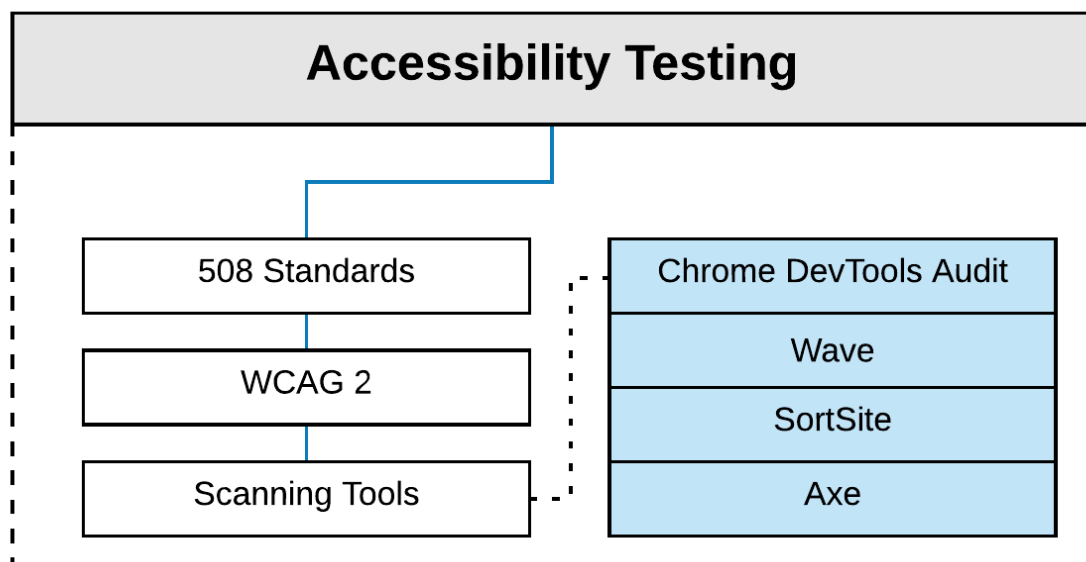 Accessibility Testing
508 Standards
WCAG 2
Scanning Tools
Chrome DevTools Audit
Wave
SortSite
Axe